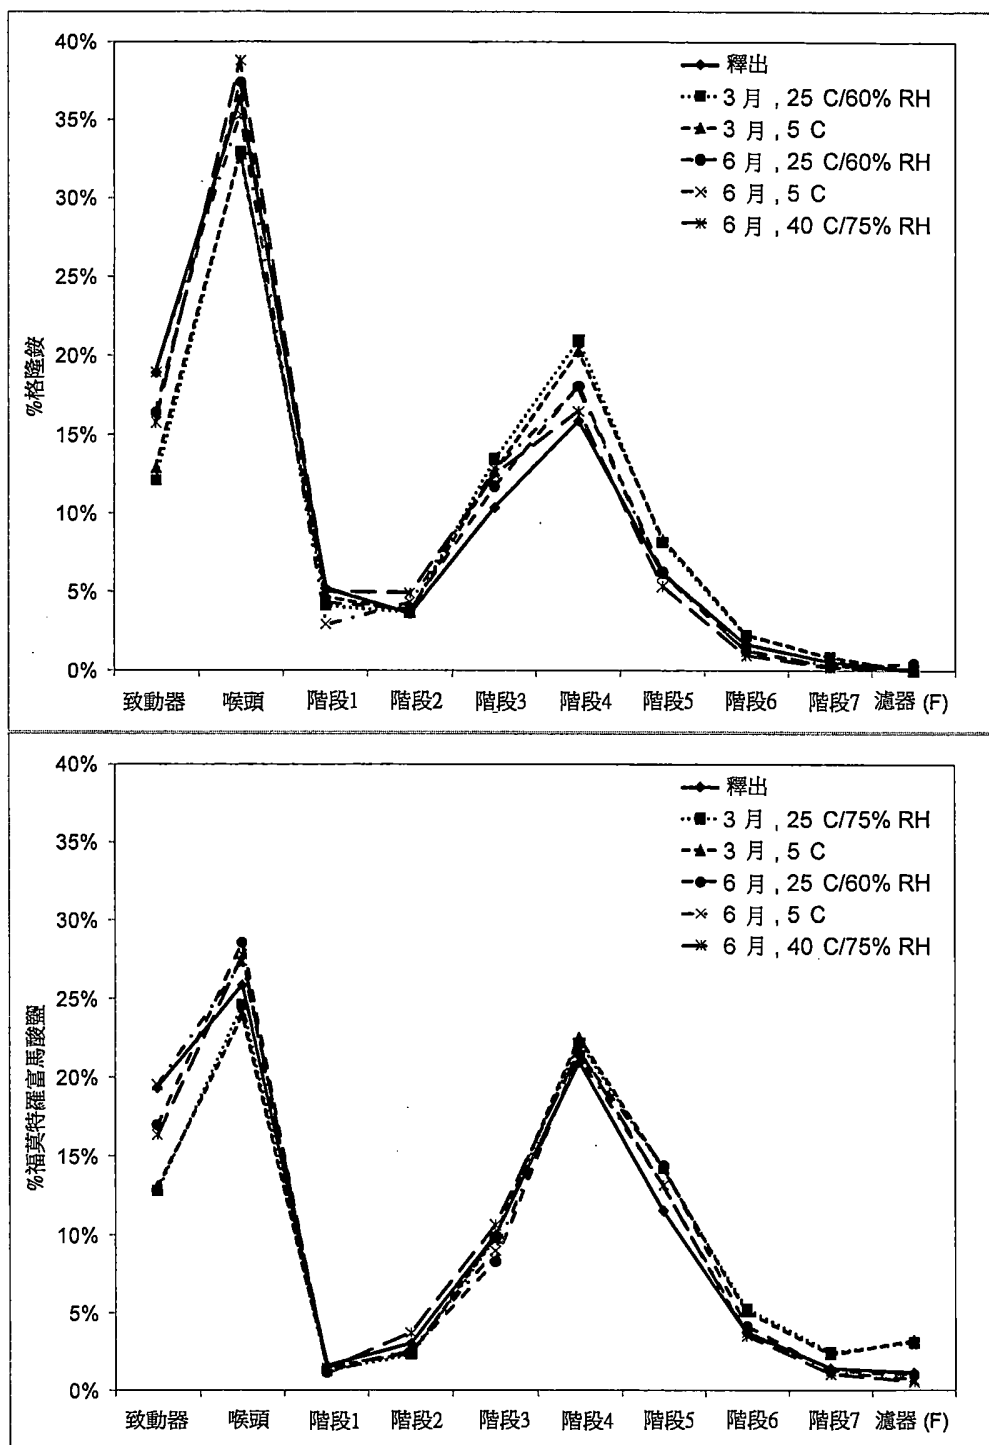 40%
35%
30%
25%
20%
15%
10%
5%
0%
%格隆銨
釋出
3 月 , 25 C/60% RH
3 月 , 5 C
6 月 , 25 C/60% RH
6 月 , 5 C
6 月 , 40 C/75% RH
致動器 喉頭 階段1 階段2 階段3 階段4 階段5 階段6 階段7 濾器 (F)
40%
35%
30%
25%
20%
15%
10%
5%
0%
%福莫特羅富馬酸鹽
釋出
3 月 , 25 C/75% RH
3 月 , 5 C
6 月 , 25 C/60% RH
6 月 , 5 C
6 月 , 40 C/75% RH
致動器 喉頭 階段1 階段2 階段3 階段4 階段5 階段6 階段7 濾器 (F)